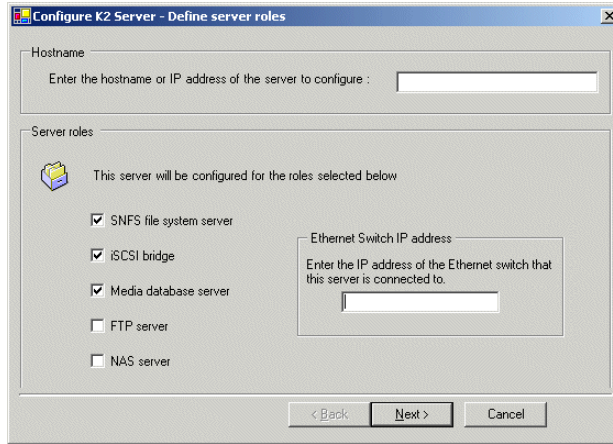 Configure K2 Server - Define server roles
Hostname
Enter the hostname or IP address of the server to configure :
Server roles
This server will be configured for the roles selected below
SNFS file system server
iSCSI bridge
Media database server
FTP server
NAS server
Ethernet Switch IP address
Enter the IP address of the Ethernet switch that
this server is connected to.
< Back
Next >
Cancel